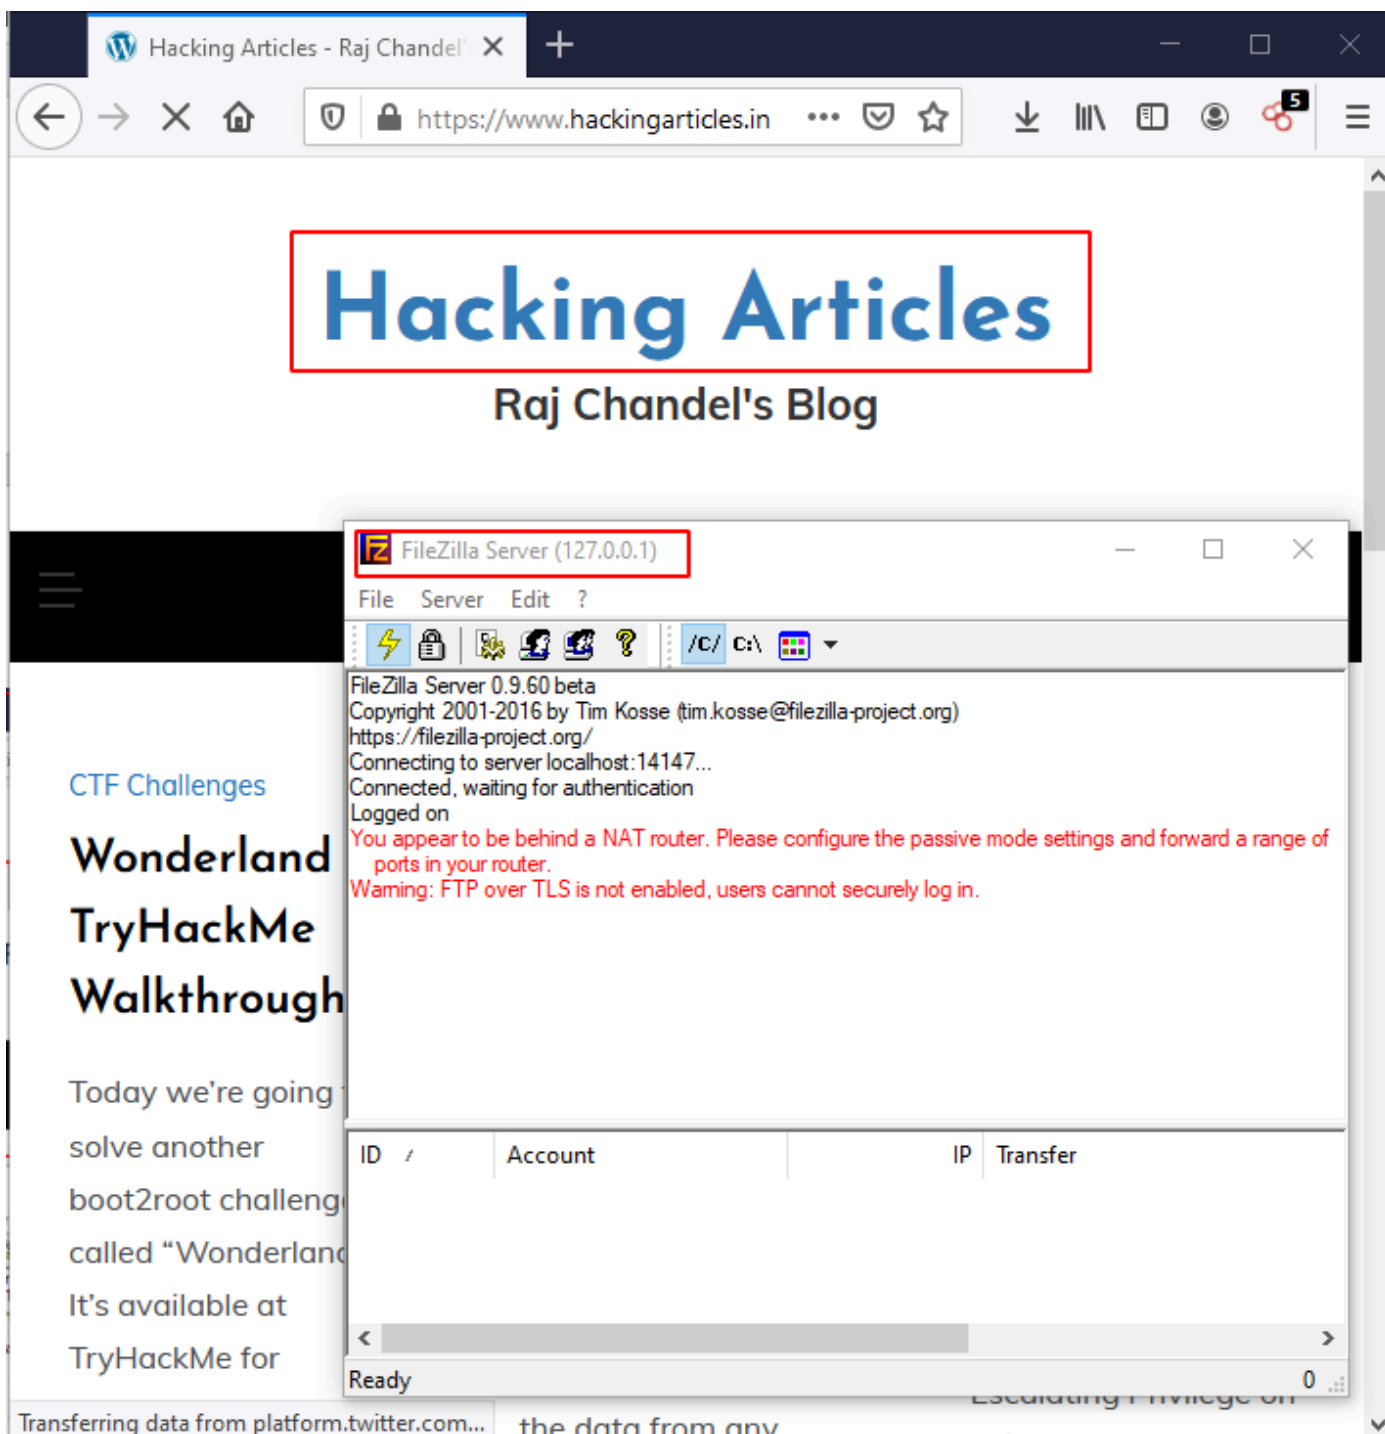 Hacking Articles - Raj Chandel's
https://www.hackingarticles.in
5
Hacking Articles
Raj Chandel's Blog
FileZilla Server (127.0.0.1)
File Server Edit ?
/C/ C:\
FileZilla Server 0.9.60 beta
Copyright 2001-2016 by Tim Kosse (tim.kosse@filezilla-project.org)
https://filezilla-project.org/
Connecting to server localhost:14147...
Connected, waiting for authentication
Logged on
You appear to be behind a NAT router. Please configure the passive mode settings and forward a range of
ports in your router.
Warning: FTP over TLS is not enabled, users cannot securely log in.
ID / Account IP Transfer
Ready 0
CTF Challenges
Wonderland
TryHackMe
Walkthrough
Today we're going
solve another
boot2root challenge
called “Wonderland
It's available at
TryHackMe for
Transferring data from platform.twitter.com...
the data from any
Escalating Privilege on